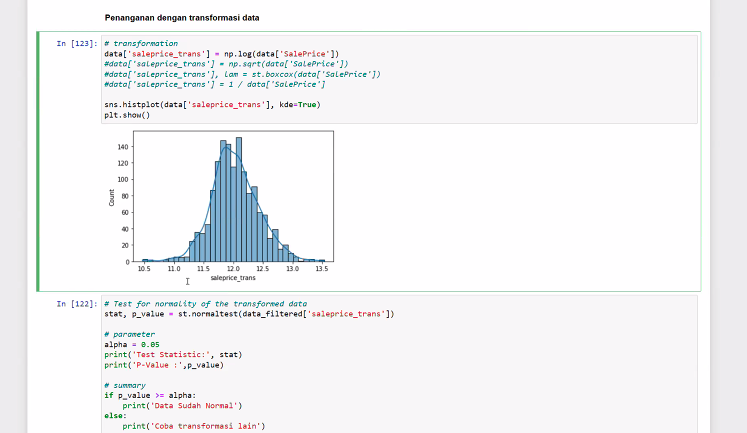 Penanganan dengan transformasi data
In [123]: # transformation
data['saleprice_trans'] = np.log(data['SalePrice'])
#data['saleprice_trans'] = np.sqrt(data['SalePrice'])
#data['saleprice_trans'], lam = st.boxcox(data['SalePrice'])
#data['saleprice_trans'] = 1 / data['SalePrice']
sns.histplot(data['saleprice_trans'], kde=True)
plt.show()
140
120
100
80
60
40
20
0
Count
10.5 11.0 11.5 12.0 12.5 13.0 13.5
saleprice_trans
In [122]: # Test for normality of the transformed data
stat, p_value = st.normaltest(data_filtered['saleprice_trans'])
# parameter
alpha = 0.05
print('Test Statistic:', stat)
print('P-Value :',p_value)
# summary
if p_value >= alpha:
print('Data Sudah Normal')
else:
print('Coba transformasi lain')